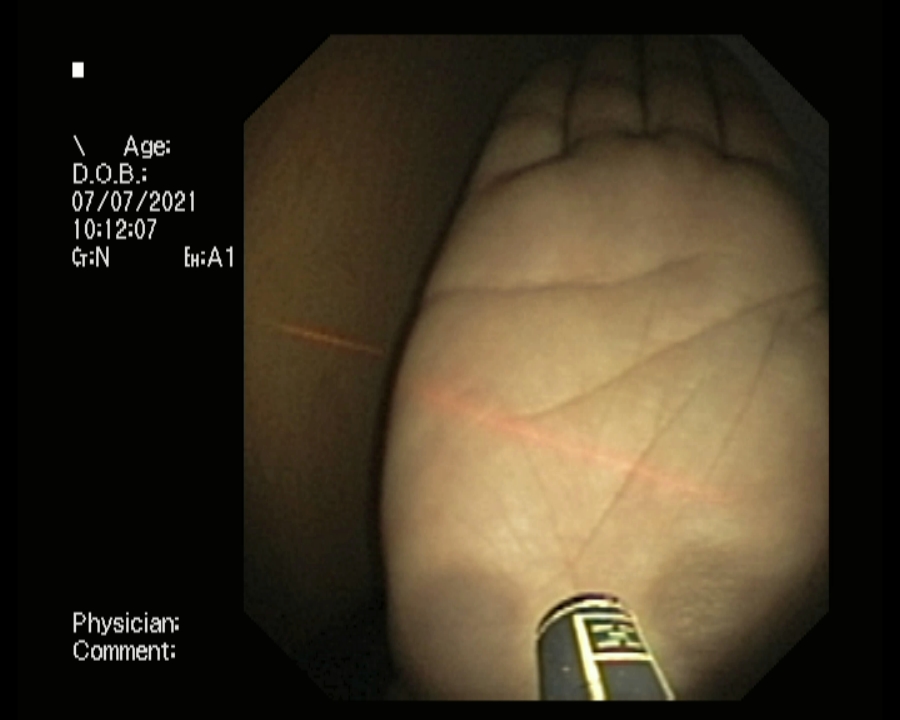 \ Age:
D.O.B.:
07/07/2021
10:12:07
Cr:N Eh:A1
Physician:
Comment: